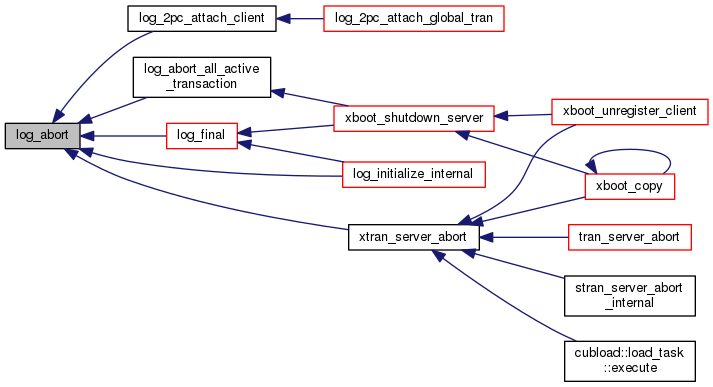 log_2pc_attach_client
log_2pc_attach_global_tran
log_abort_all_active
_transaction
xboot_shutdown_server
xboot_unregister_client
log_abort
log_final
log_initialize_internal
xboot_copy
xtran_server_abort
tran_server_abort
stran_server_abort
_internal
cubload::load_task
::execute